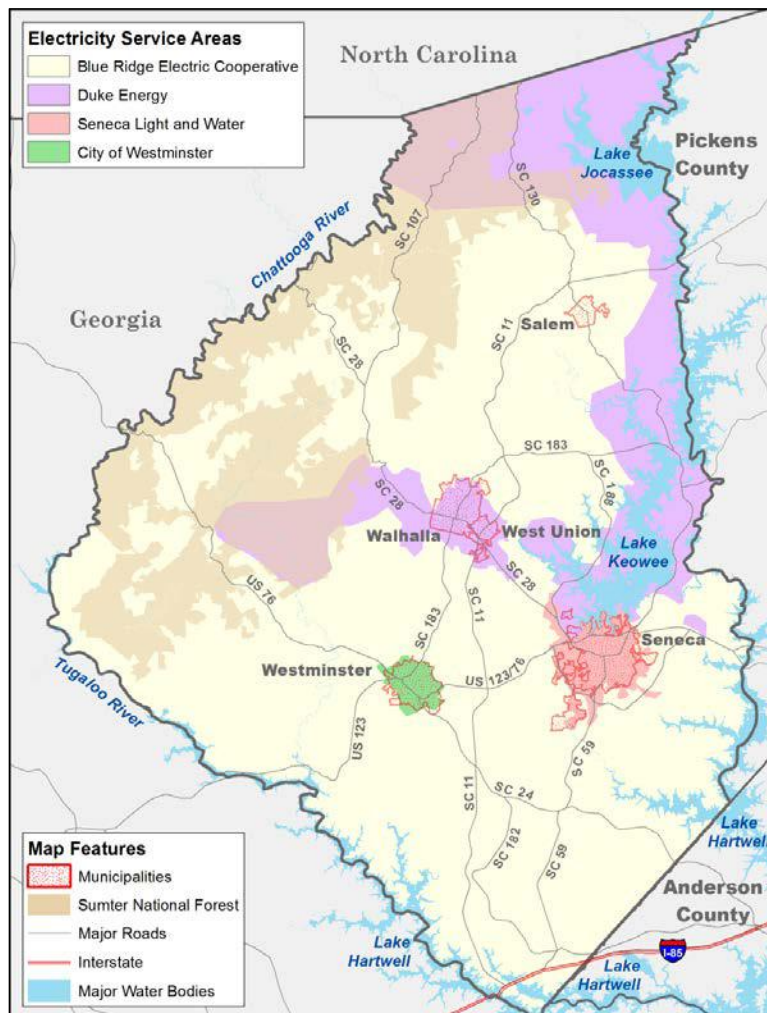 Electricity Service Areas
Blue Ridge Electric Cooperative
Duke Energy
Seneca Light and Water
City of Westminster
North Carolina
Pickens
County
Lake
Jocassee
SC 130
SC 107
Chattooga River
Georgia
Salem
SC 11
SC 28
SC 183
SC 188
SC 28
Walhalla
West Union
Lake
Keowee
SC 28
US 76
SC 183
SC 11
Seneca
Westminster
US 123/76
Tugaloo River
US 123
SC 59
SC 24
SC 11
SC 182
SC 59
Lake
Hartwell
Anderson
County
Map Features
Municipalities
Sumter National Forest
Major Roads
Interstate
Major Water Bodies
Lake
Hartwell
I-85
Lake
Hartwell